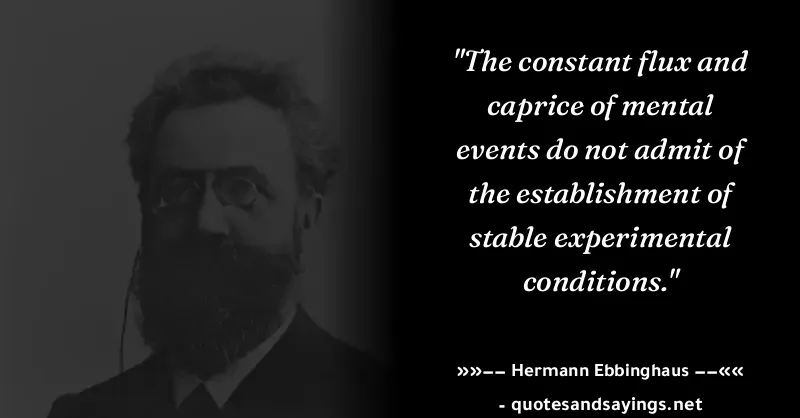 "The constant flux and
caprice of mental
events do not admit of
the establishment of
stable experimental
conditions."
»»–– Hermann Ebbinghaus ––««
- quotesandsayings.net